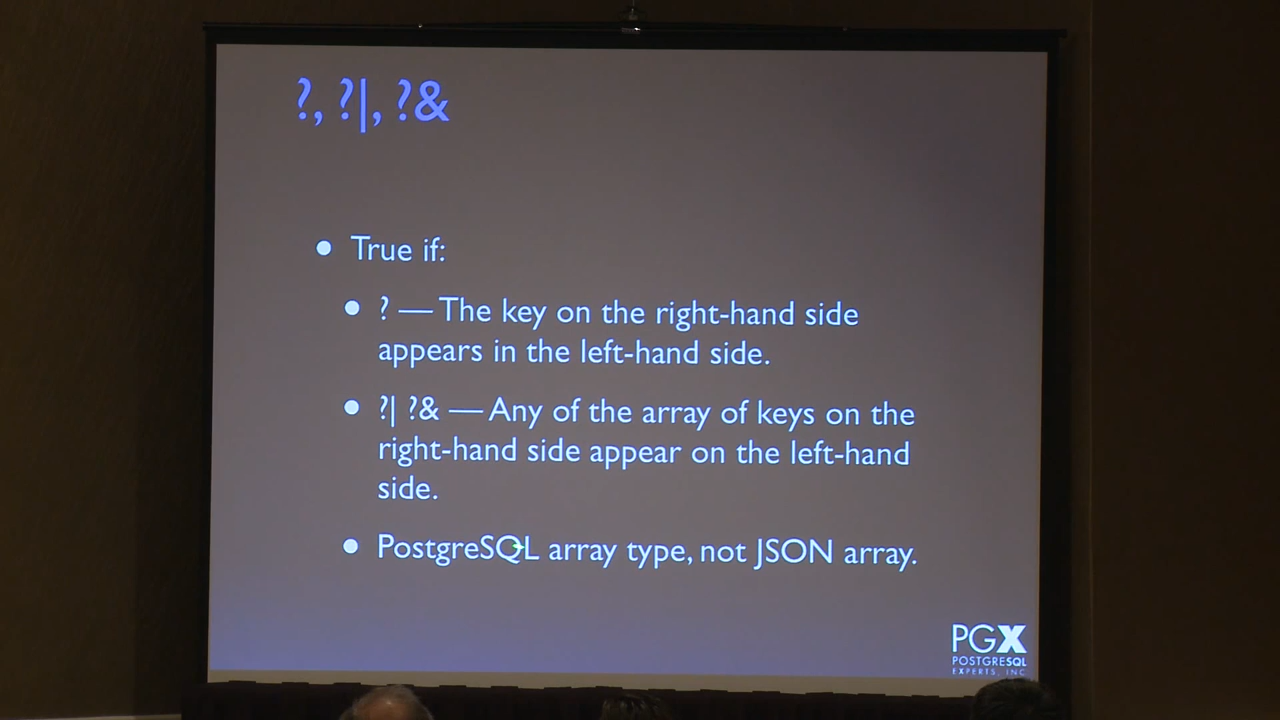 ?, ?|, ?&
● True if:
● ? — The key on the right-hand side
appears in the left-hand side.
● ?| ?& — Any of the array of keys on the
right-hand side appear on the left-hand
side.
● PostgreSQL array type, not JSON array.
PGX
POSTGRESQL
EXPERTS, INC